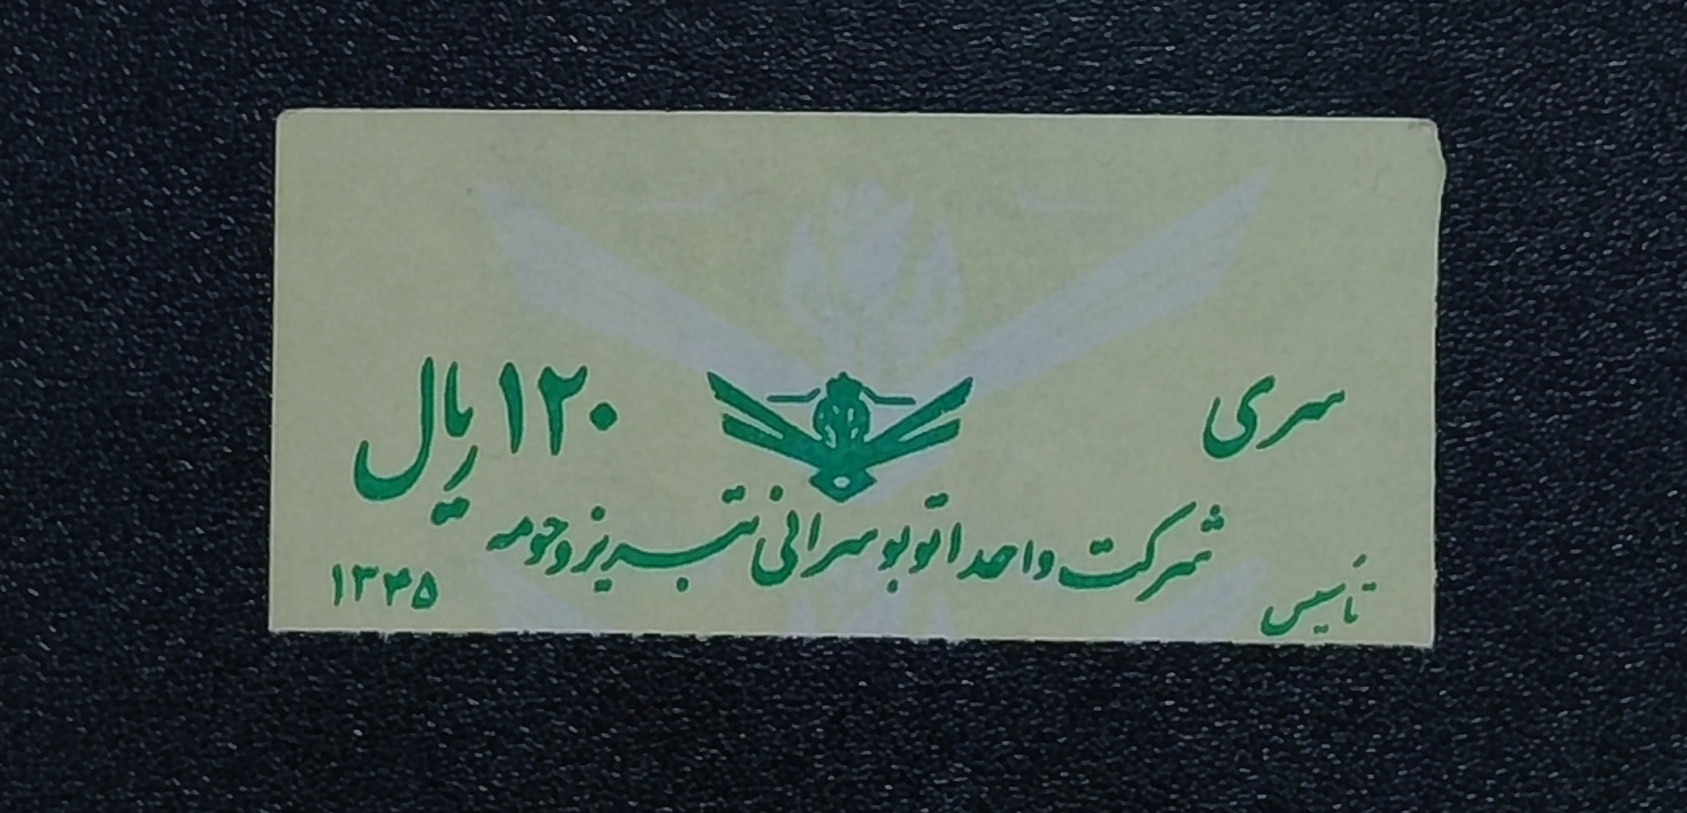 سری
۱۲۰ ریال
شرکت واحد اتوبوسرانی تبریز و حومه
تأسیس ۱۳۴۵